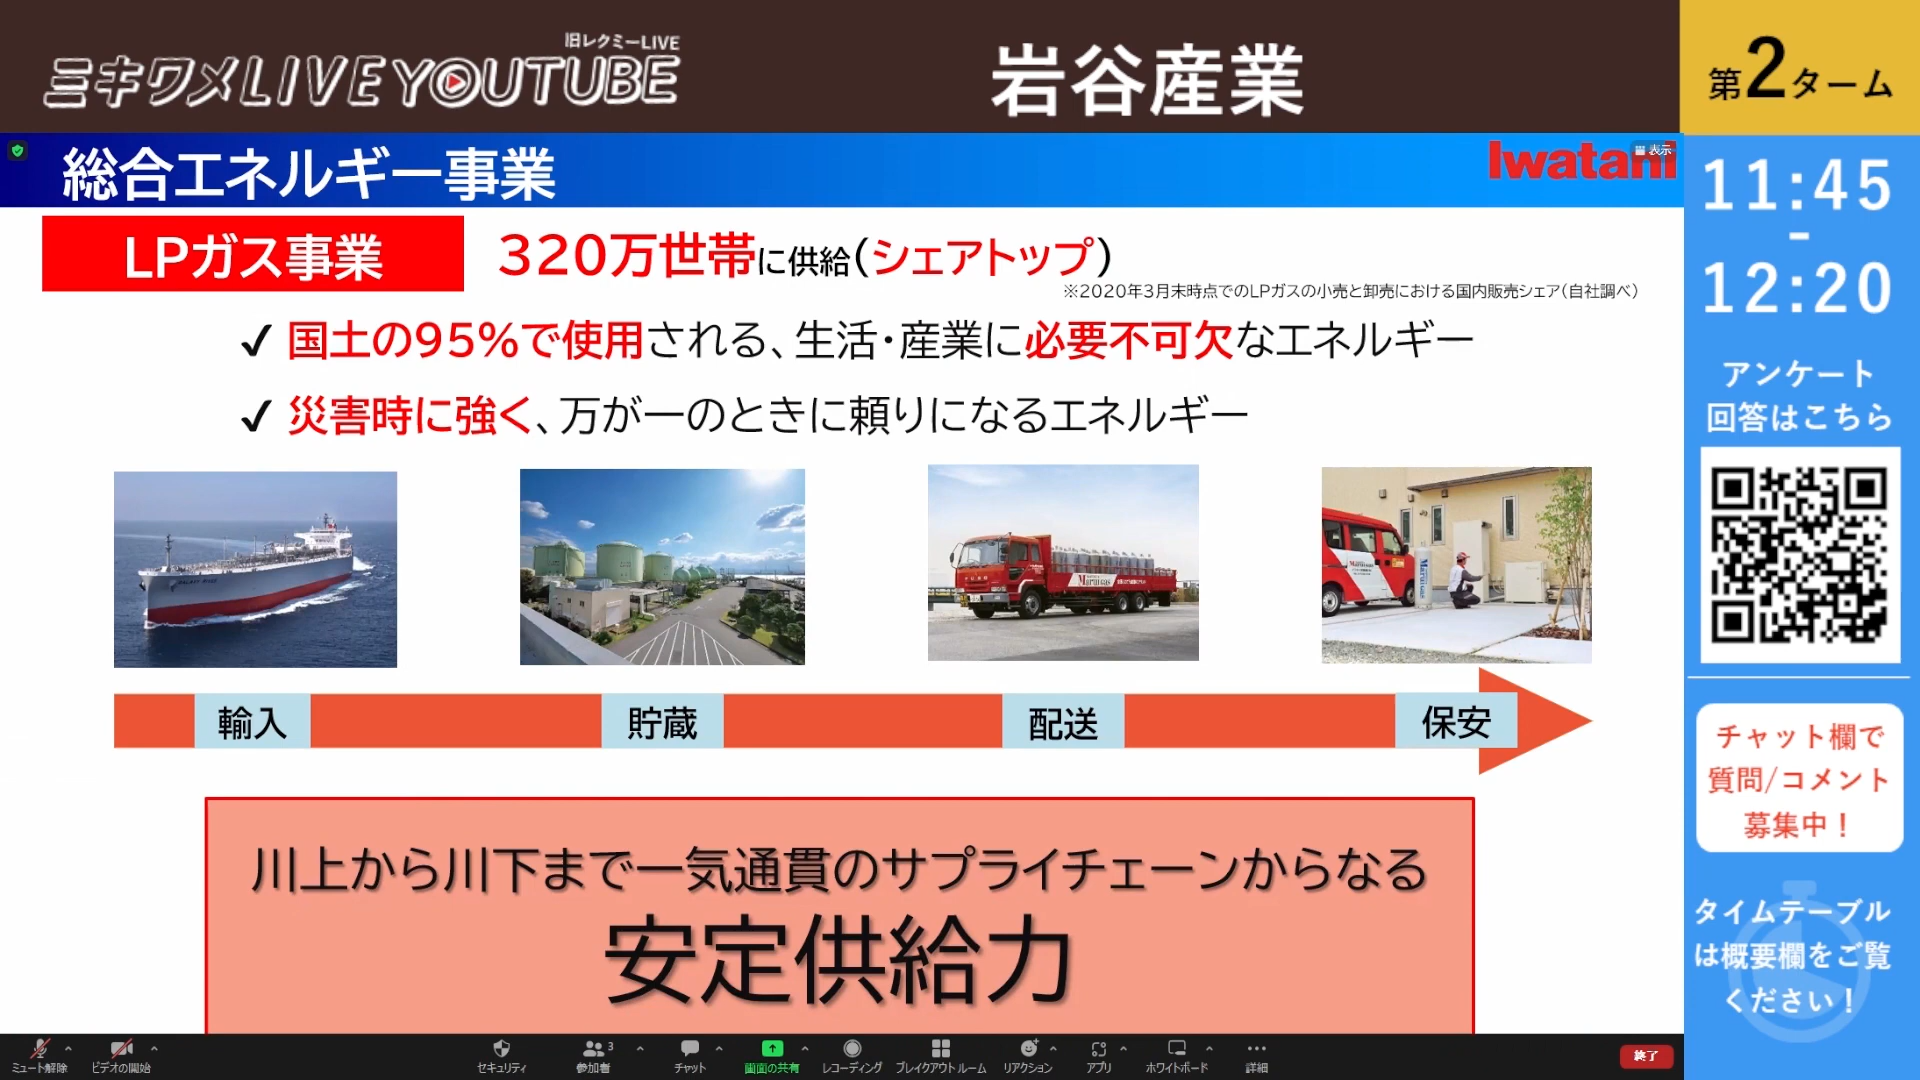 旧レクミーLIVE
ミキワメLIVE YOUTUBE
岩谷産業
第2ターム
総合エネルギー事業
Iwatani
表示
11:45
-
12:20
LPガス事業
320万世帯に供給(シェアトップ)
※2020年3月末時点でのLPガスの小売と卸売における国内販売シェア(自社調べ)
✓ 国土の95%で使用される、生活・産業に必要不可欠なエネルギー
✓ 災害時に強く、万が一のときに頼りになるエネルギー
アンケート
回答はこちら
Marui gas
輸入
貯蔵
配送
保安
チャット欄で
質問/コメント
募集中！
川上から川下まで一気通貫のサプライチェーンからなる
安定供給力
タイムテーブル
は概要欄をご覧
ください！
ミュート解除
ビデオの開始
セキュリティ
参加者
3
チャット
画面の共有
レコーディング
ブレイクアウト ルーム
リアクション
アプリ
ホワイトボード
詳細
終了